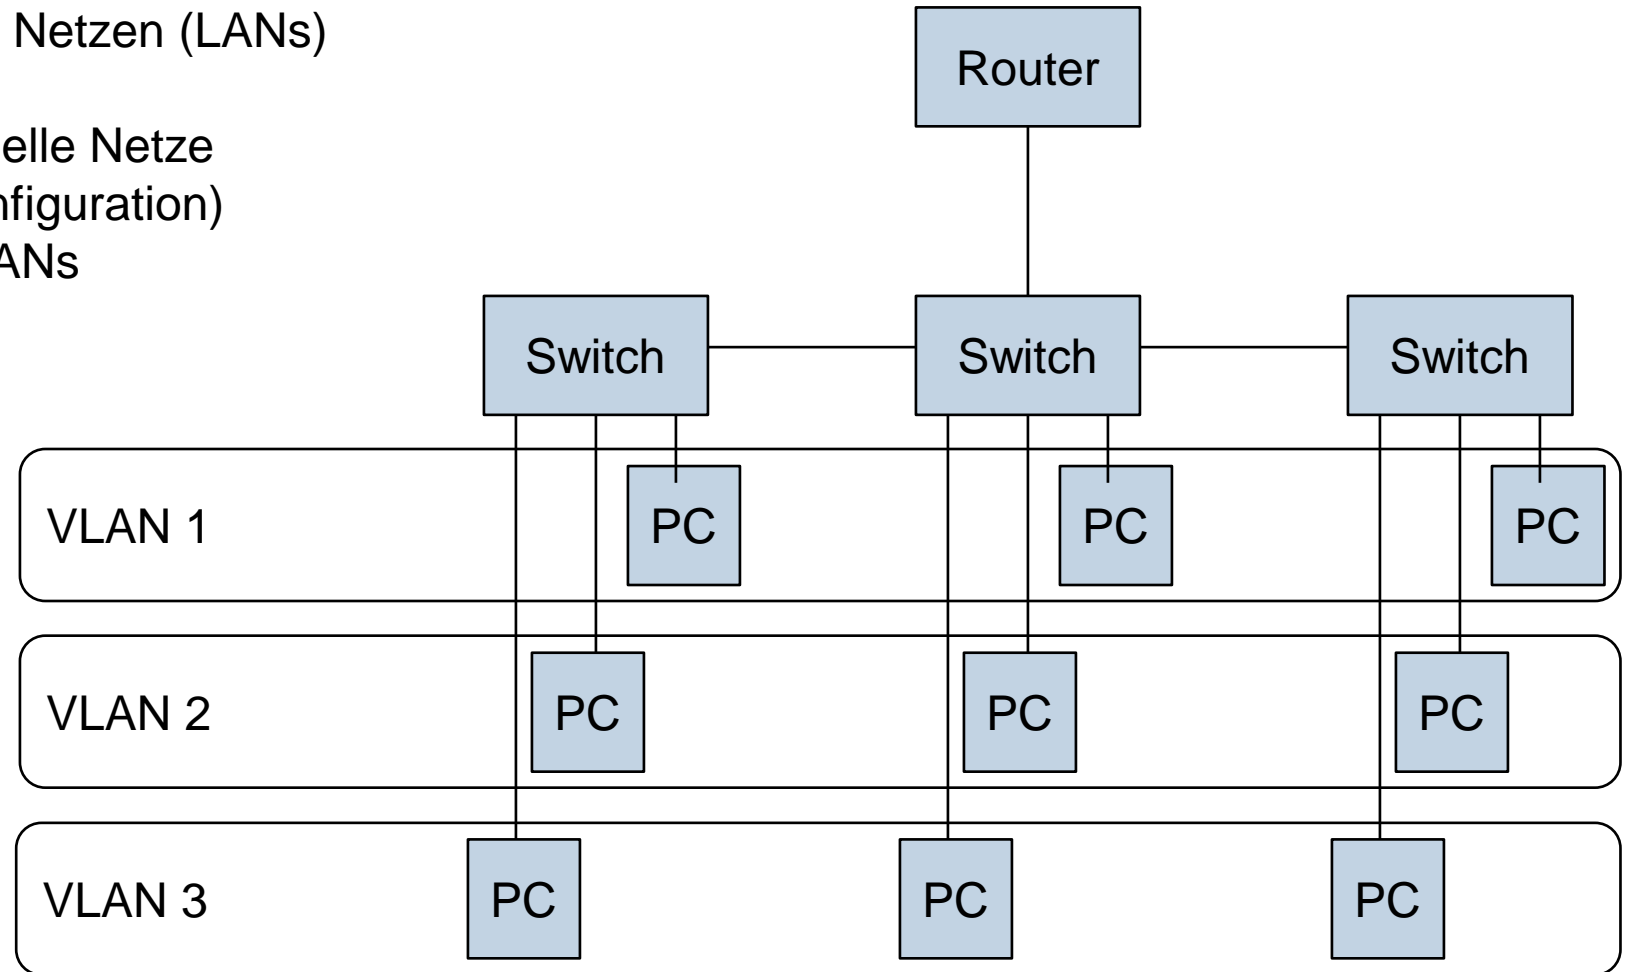 Netzen (LANs)
Router
elle Netze
nfiguration)
ANs
Switch Switch Switch
VLAN 1 PC PC PC
VLAN 2 PC PC PC
VLAN 3 PC PC PC